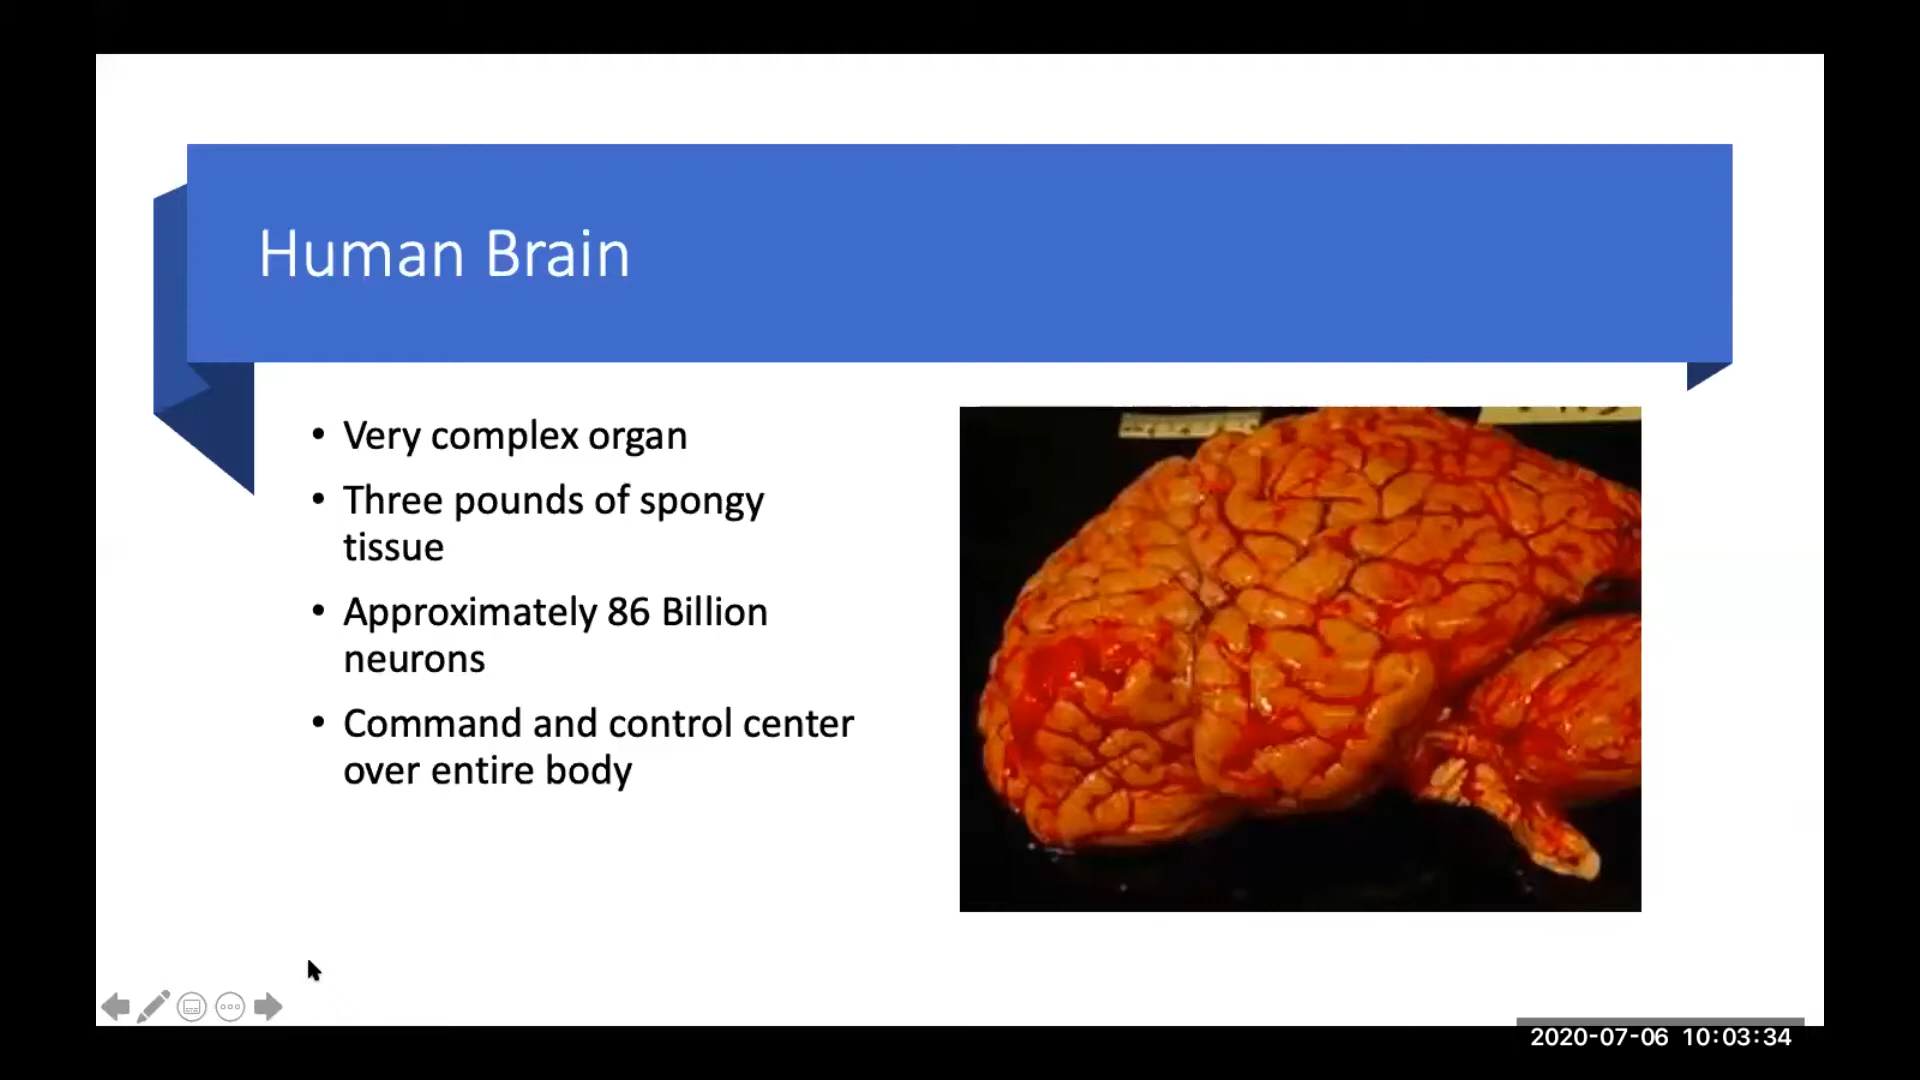 Human Brain
• Very complex organ
• Three pounds of spongy
tissue
• Approximately 86 Billion
neurons
• Command and control center
over entire body
2020-07-06 10:03:34